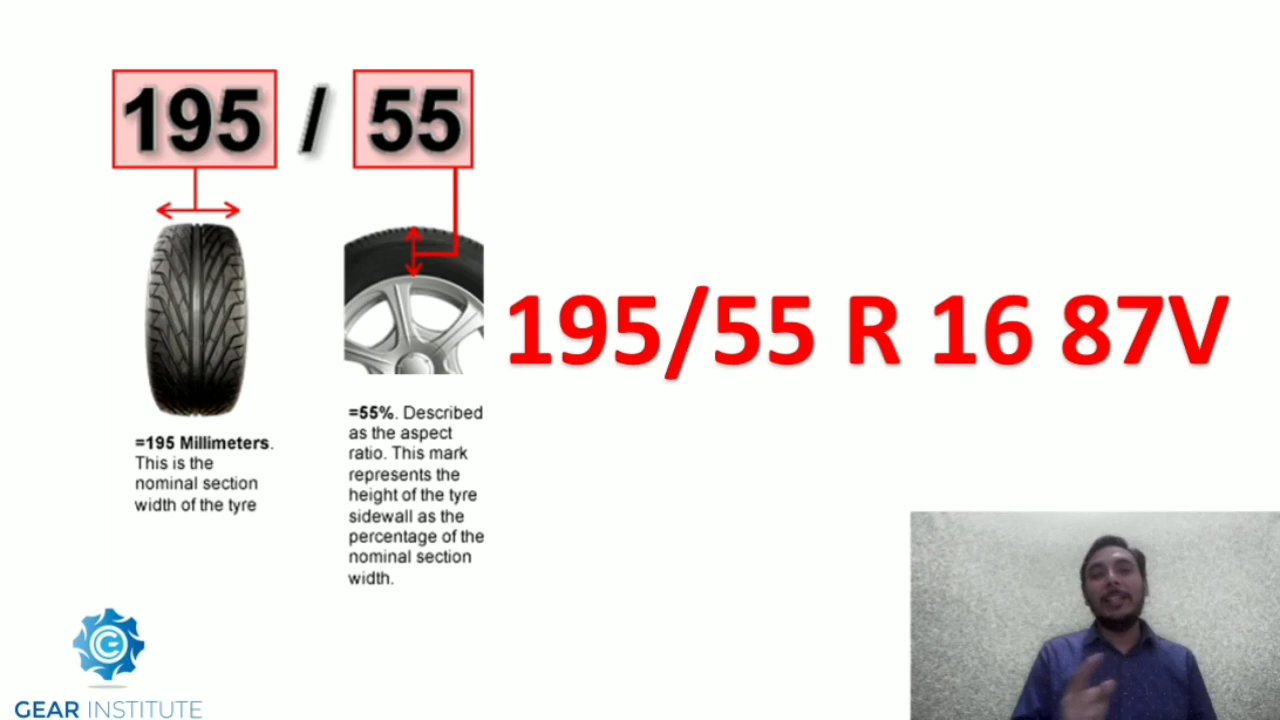 195 / 55
195/55 R 16 87V
=195 Millimeters.
This is the
nominal section
width of the tyre
=55%. Described
as the aspect
ratio. This mark
represents the
height of the tyre
sidewall as the
percentage of the
nominal section
width.
G
GEAR INSTITUTE